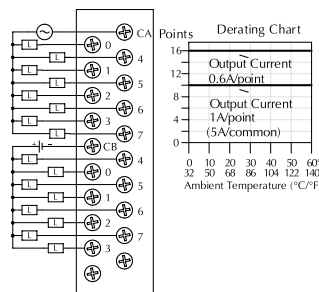 CA
L
0
L
4
L
1
L
5
L
2
L
6
L
3
L
7
+ -
CB
L
4
L
0
L
5
L
1
L
6
L
2
L
7
L
3
Points
Derating Chart
16
12
8
4
0
Output Current
0.6A/point
Output Current
1A/point
(5A/common)
0 10 20 30 40 50 60°
32 50 68 86 104 122 140
Ambient Temperature (°C/°F